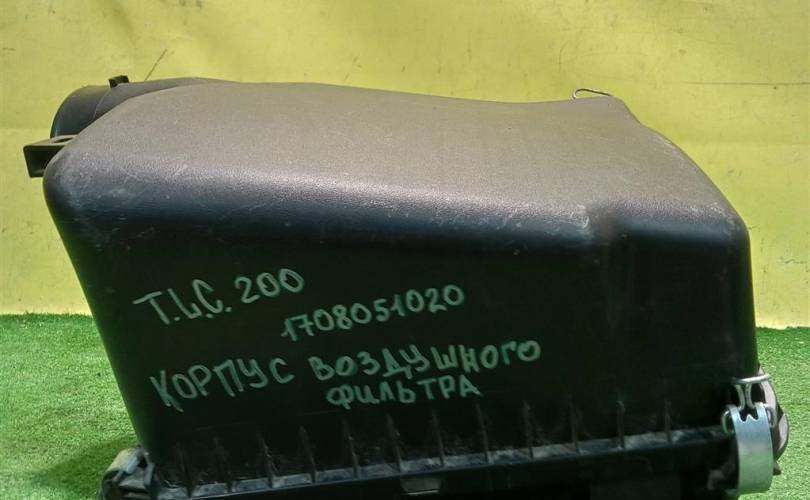 T.L.C. 200
1708051020
КОРПУС ВОЗДУШНОГО
ФИЛЬТРА